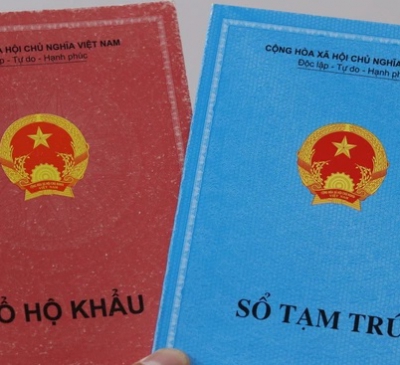 HỘI CHỦ NGHĨA VIỆT NAM
- Tự do - Hạnh phúc
SỔ HỘ KHẨU
CỘNG HÒA XÃ HỘI CHỦ NGHĨA
Độc lập - Tự do - Hạnh
SỔ TẠM TRÚ